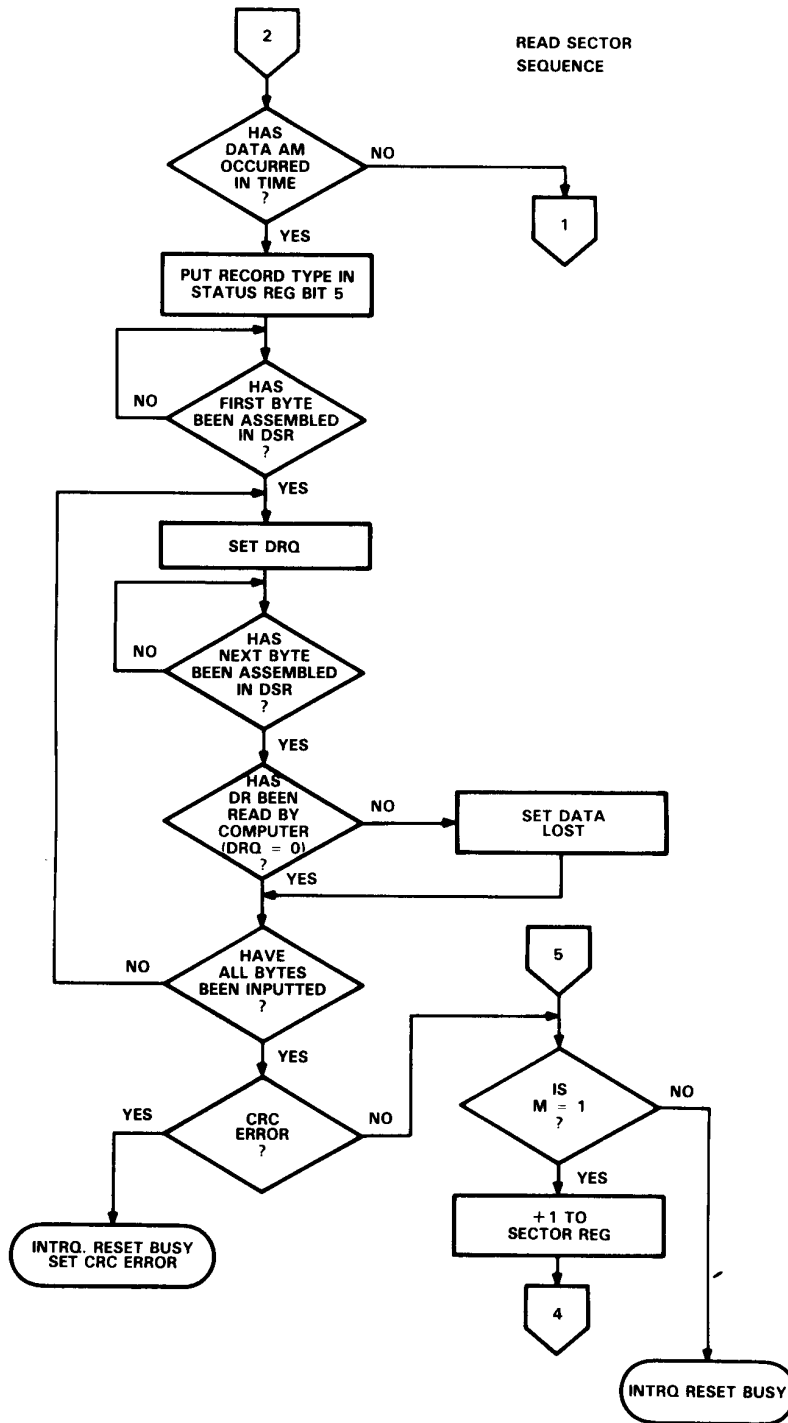 2
READ SECTOR
SEQUENCE
HAS
DATA AM
OCCURRED
IN TIME
?
NO
1
YES
PUT RECORD TYPE IN
STATUS REG BIT 5
NO
HAS
FIRST BYTE
BEEN ASSEMBLED
IN DSR
?
YES
SET DRQ
NO
HAS
NEXT BYTE
BEEN ASSEMBLED
IN DSR
?
YES
HAS
DR BEEN
READ BY
COMPUTER
(DRQ = 0)
?
NO
SET DATA
LOST
YES
NO
HAVE
ALL BYTES
BEEN INPUTTED
?
YES
5
YES
CRC
ERROR
?
NO
IS
M = 1
?
NO
YES
INTRQ. RESET BUSY
SET CRC ERROR
+1 TO
SECTOR REG
4
INTRQ RESET BUSY